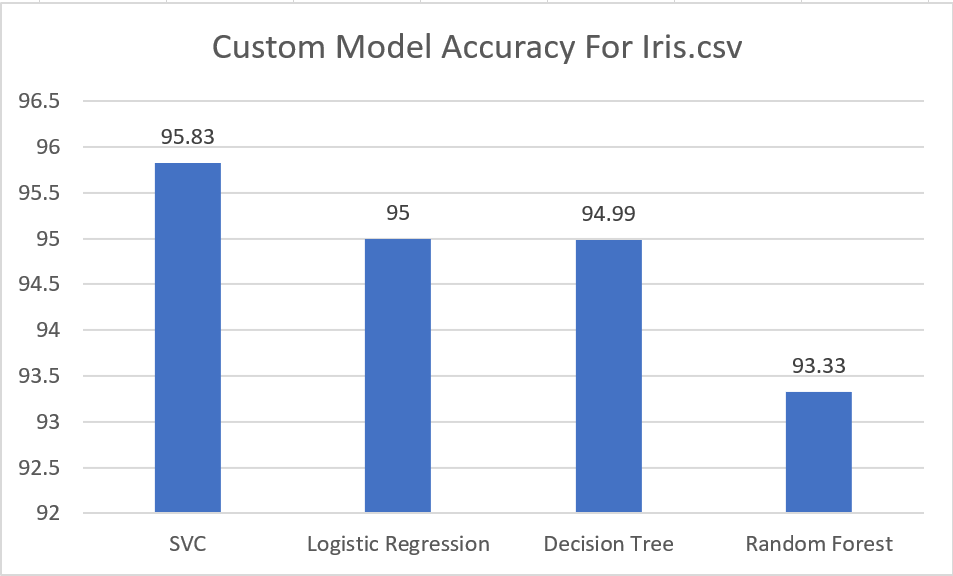 Custom Model Accuracy For Iris.csv
96.5
96
95.5
95
94.5
94
93.5
93
92.5
92
95.83
95
94.99
93.33
SVC
Logistic Regression
Decision Tree
Random Forest